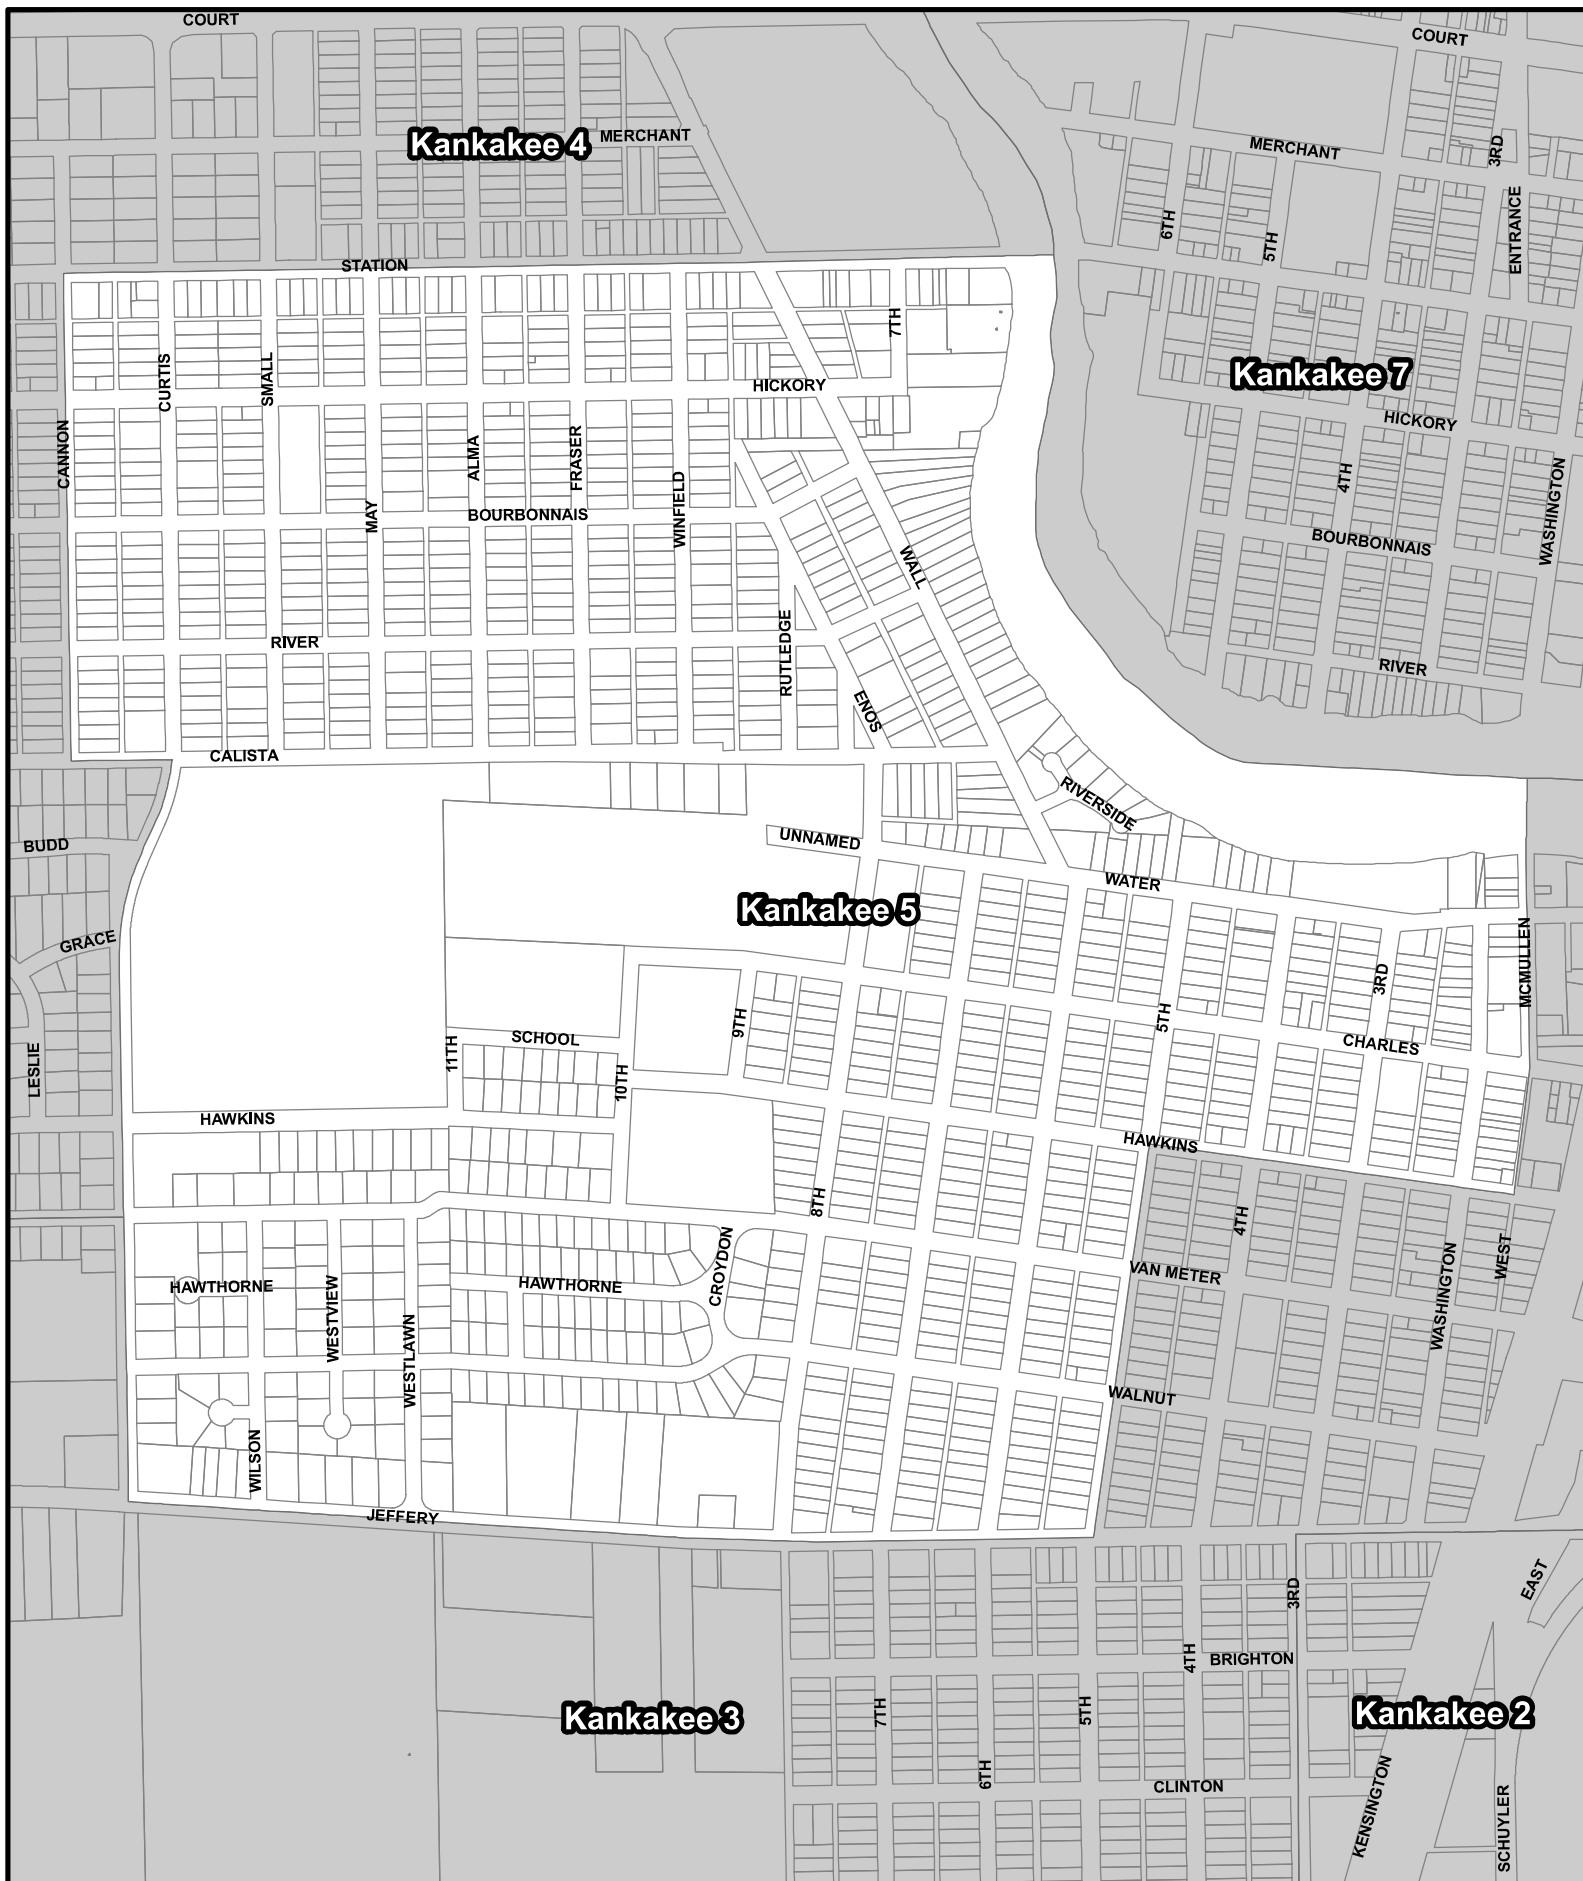 COURT
COURT
Kankakee 4
MERCHANT
MERCHANT
3RD
6TH
5TH
ENTRANCE
STATION
7TH
CURTIS
SMALL
HICKORY
Kankakee 7
HICKORY
CANNON
ALMA
FRASER
WINFIELD
4TH
WASHINGTON
MAY
BOURBONNAIS
WALL
BOURBONNAIS
RIVER
RUTLEDGE
RIVER
ENOS
CALISTA
RIVERSIDE
BUDD
UNNAMED
WATER
Kankakee 5
GRACE
3RD
MCMULLEN
LESLIE
11TH
SCHOOL
10TH
9TH
5TH
CHARLES
HAWKINS
HAWKINS
8TH
4TH
CROYDON
HAWTHORNE
WESTVIEW
HAWTHORNE
VAN METER
WASHINGTON
WEST
WESTLAWN
WALNUT
WILSON
JEFFERY
3RD
EAST
4TH
BRIGHTON
Kankakee 3
7TH
5TH
Kankakee 2
6TH
CLINTON
KENSINGTON
SCHUYLER